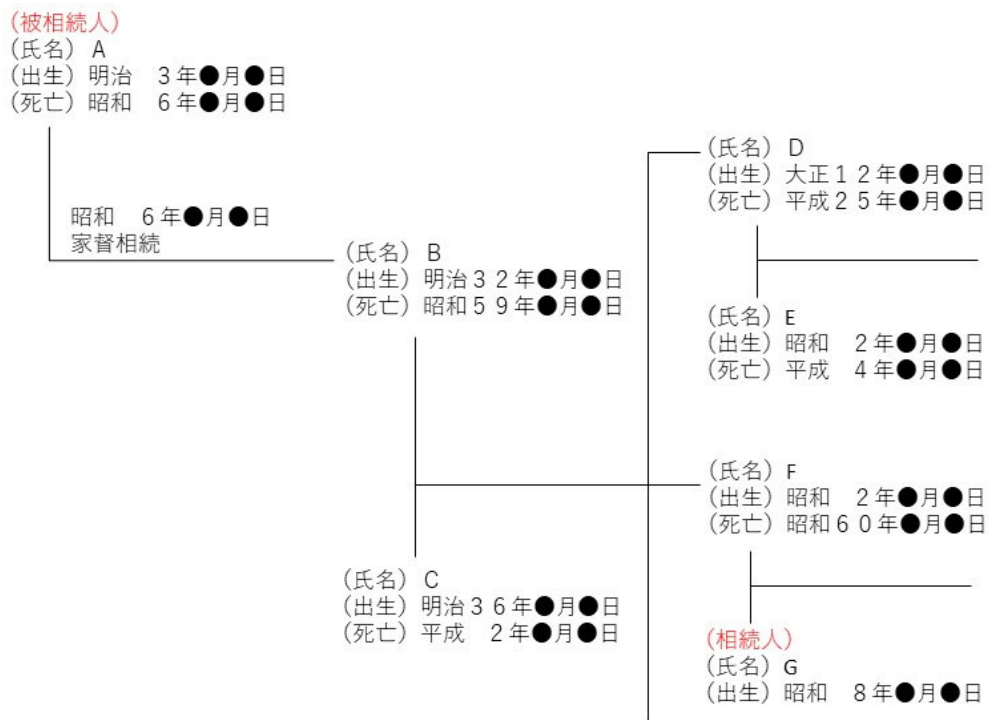 (被相続人)
(氏名) A
(出生) 明治　3年●月●日
(死亡) 昭和　6年●月●日
昭和　6年●月●日
家督相続
(氏名) B
(出生) 明治３２年●月●日
(死亡) 昭和５９年●月●日
(氏名) C
(出生) 明治３６年●月●日
(死亡) 平成　2年●月●日
(氏名) D
(出生) 大正１２年●月●日
(死亡) 平成２５年●月●日
(氏名) E
(出生) 昭和　2年●月●日
(死亡) 平成　4年●月●日
(氏名) F
(出生) 昭和　2年●月●日
(死亡) 昭和６０年●月●日
(相続人)
(氏名) G
(出生) 昭和　8年●月●日